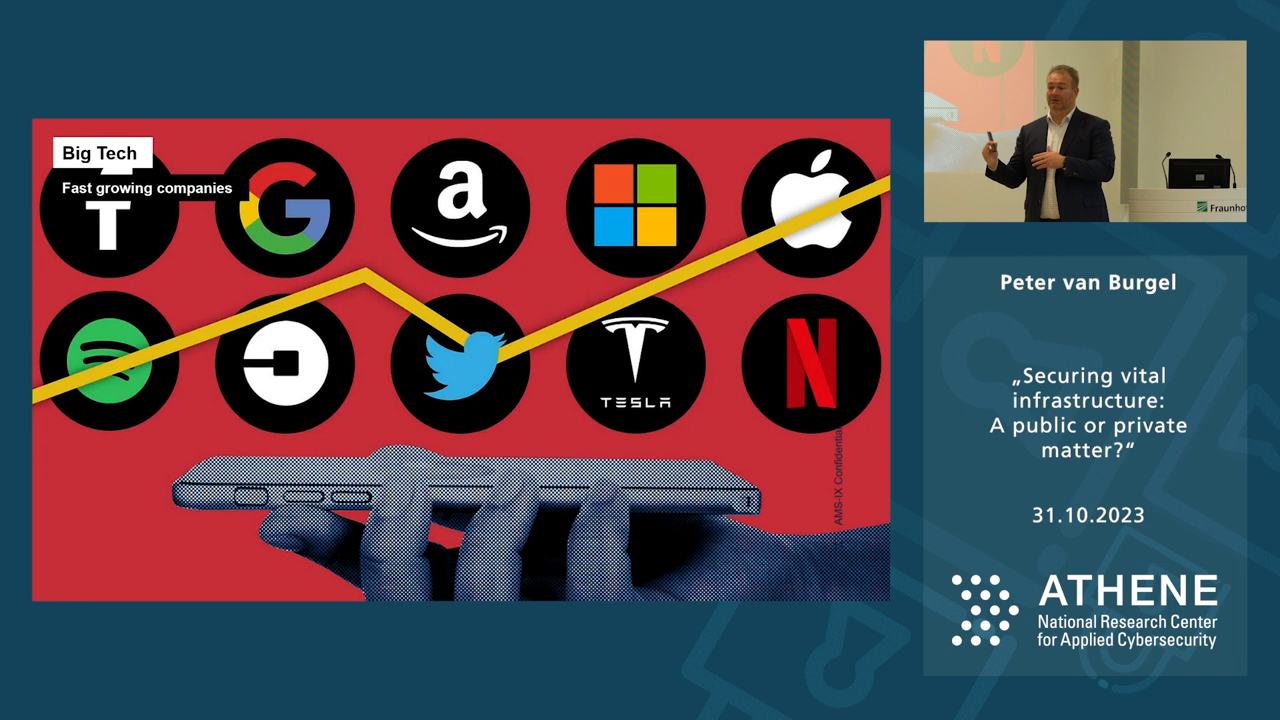 Big Tech
Fast growing companies
TESLA
AMS-IX Confidential
Fraunho
Peter van Burgel
„Securing vital
infrastructure:
A public or private
matter?“
31.10.2023
ATHENE
National Research Center
for Applied Cybersecurity